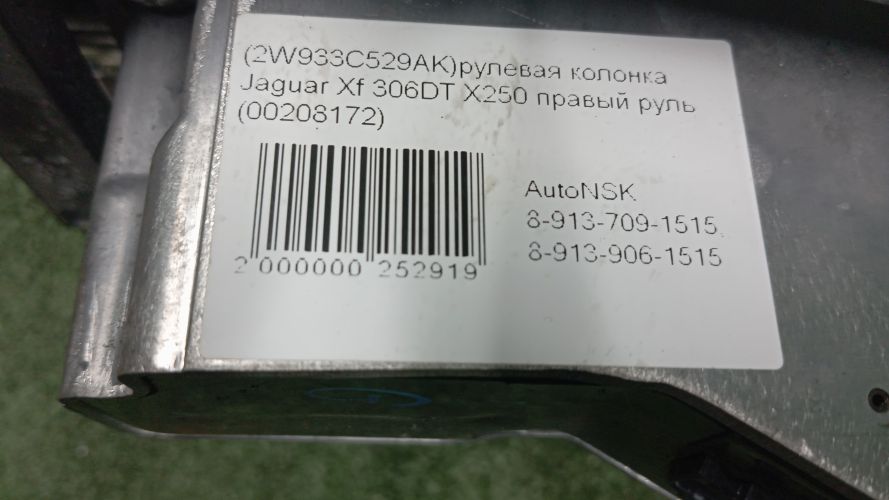 (2W933C529AK)рулевая колонка
Jaguar Xf 306DT X250 правый руль
(00208172)
AutoNSK
8-913-709-1515,
8-913-906-1515
2 000000 252919